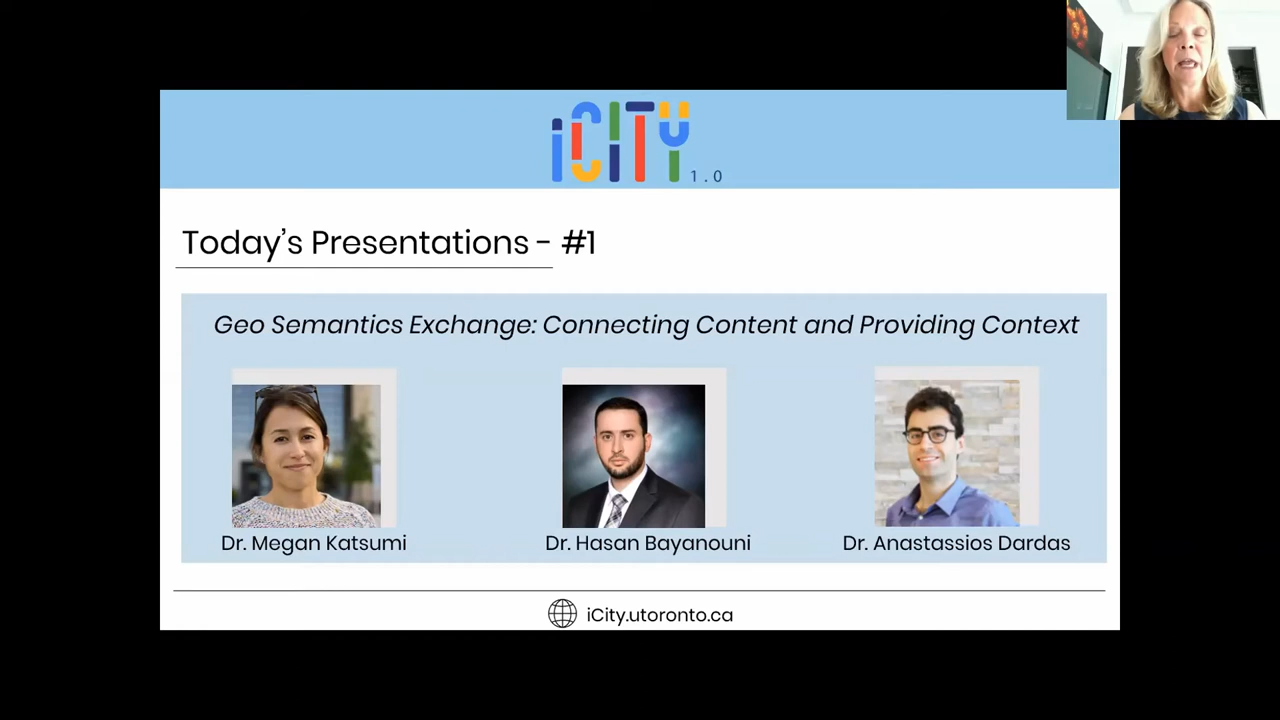 iCITY 1.0
Today's Presentations - #1
Geo Semantics Exchange: Connecting Content and Providing Context
Dr. Megan Katsumi
Dr. Hasan Bayanouni
Dr. Anastassios Dardas
iCity.utoronto.ca